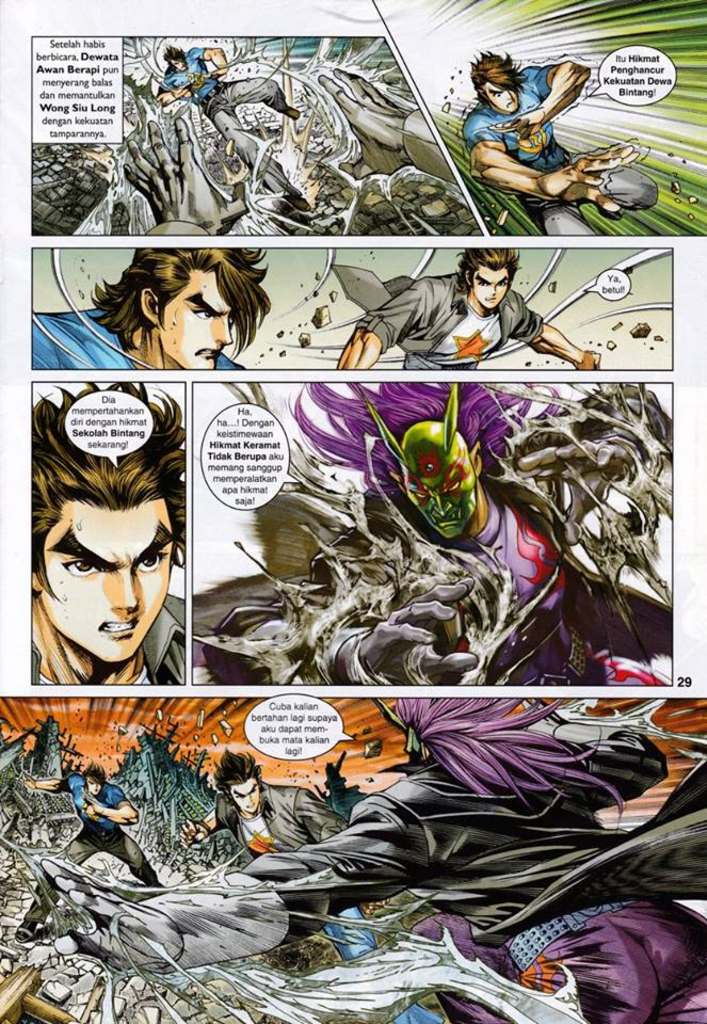 Setelah habis
berbicara, Dewata
Awan Berapi pun
menyerang balas
dan memantulkan
Wong Siu Long
dengan kekuatan
tamparannya.
Itu Hikmat
Penghancur
Kekuatan Dewa
Bintang!
Ya,
betul!
Dia
mempertahankan
diri dengan hikmat
Sekolah Bintang
sekarang!
Ha,
ha...! Dengan
keistimewaan
Hikmat Keramat
Tidak Berupa aku
memang sanggup
memperalatkan
apa hikmat
saja!
29
Cuba kalian
bertahan lagi supaya
aku dapat mem-
buka mata kalian
lagi!